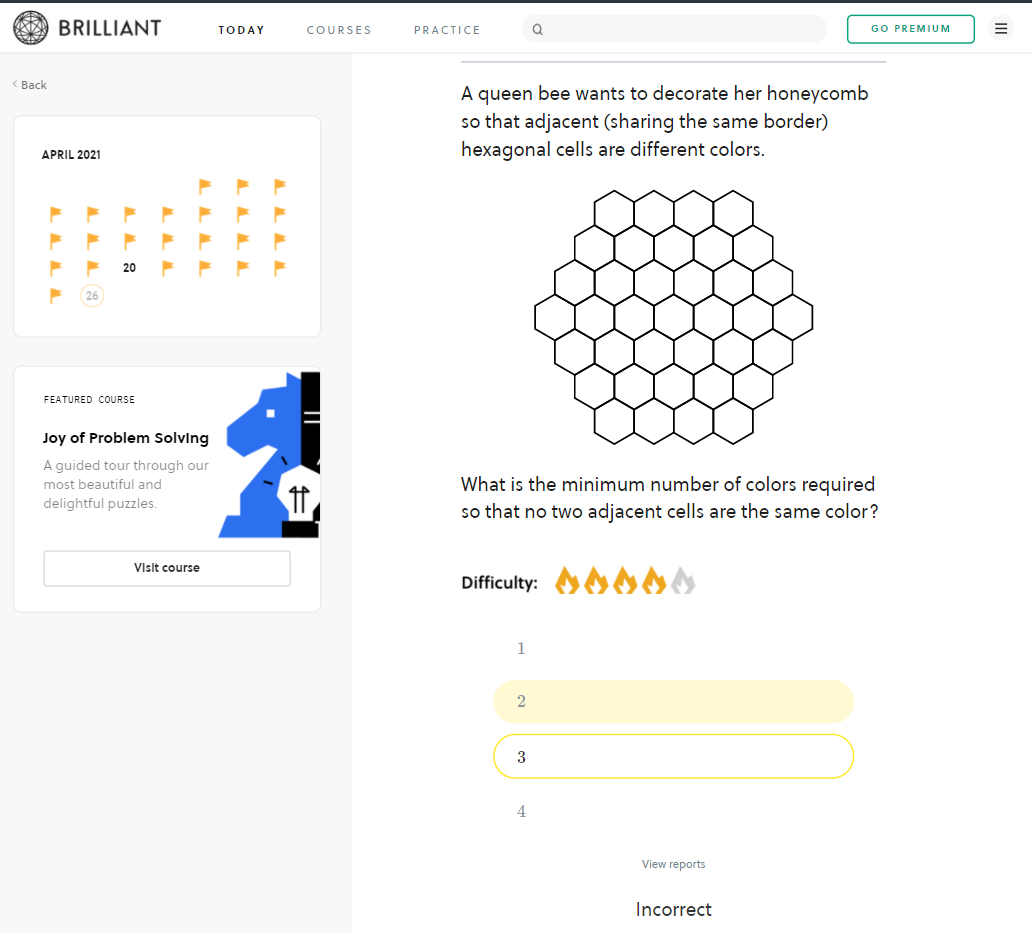 BRILLIANT
TODAY
COURSES
PRACTICE
GO PREMIUM
Back
APRIL 2021
20
26
FEATURED COURSE
Joy of Problem Solving
A guided tour through our
most beautiful and
delightful puzzles.
Visit course
A queen bee wants to decorate her honeycomb
so that adjacent (sharing the same border)
hexagonal cells are different colors.
What is the minimum number of colors required
so that no two adjacent cells are the same color?
Difficulty:
1
2
3
4
View reports
Incorrect